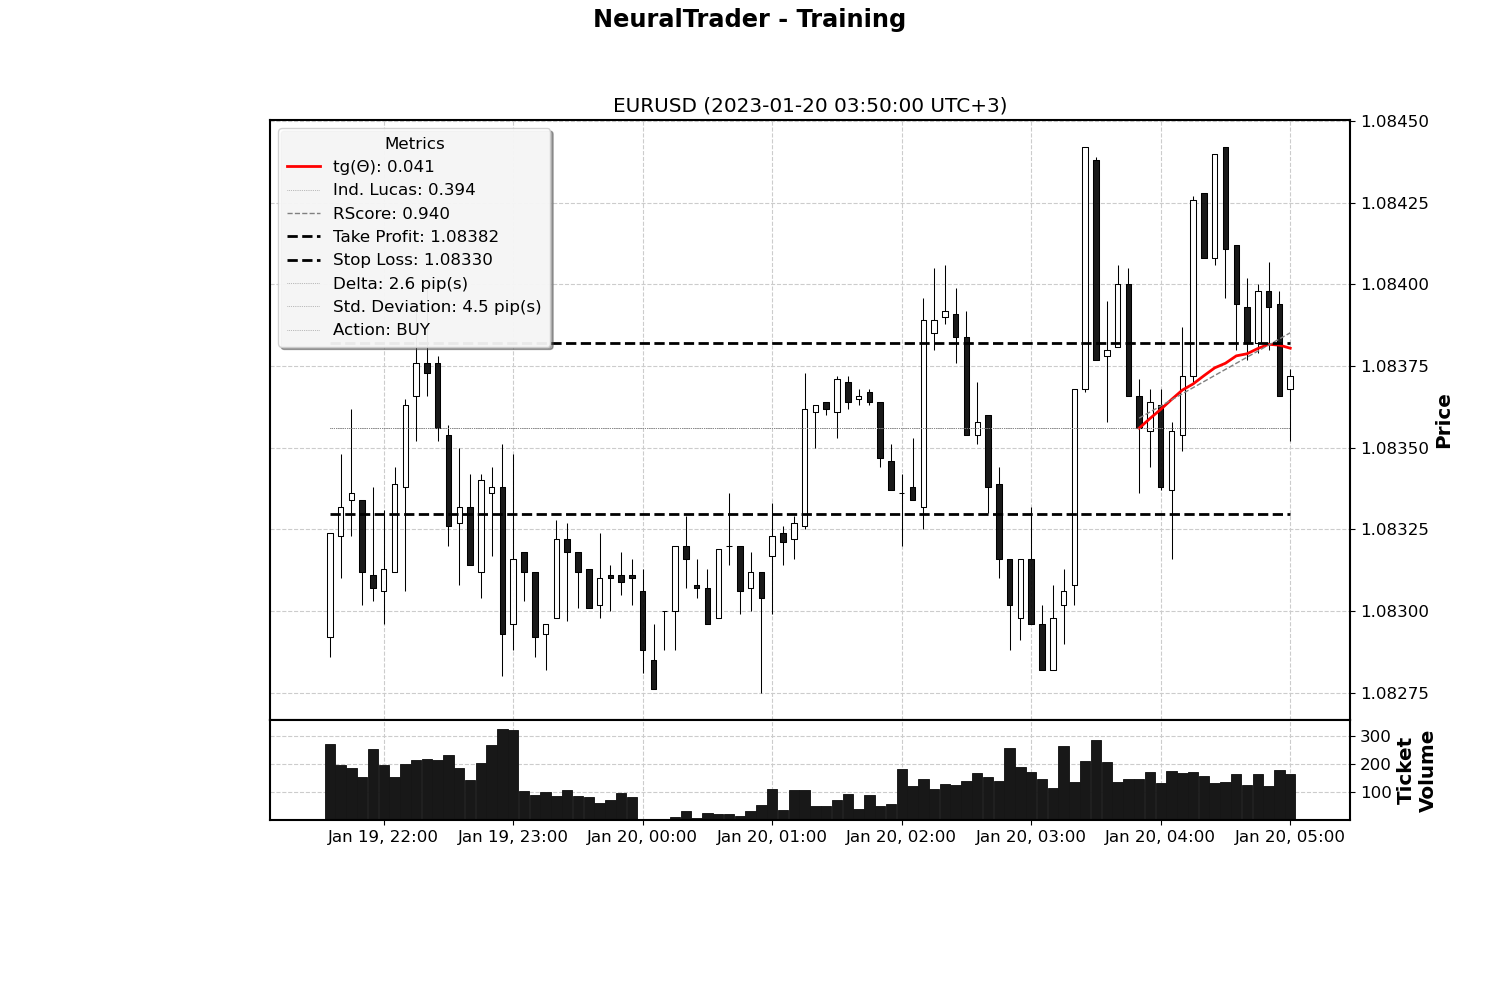 NeuralTrader - Training
EURUSD (2023-01-20 03:50:00 UTC+3)
Metrics
tg(Θ): 0.041
Ind. Lucas: 0.394
RScore: 0.940
Take Profit: 1.08382
Stop Loss: 1.08330
Delta: 2.6 pip(s)
Std. Deviation: 4.5 pip(s)
Action: BUY
1.08450
1.08425
1.08400
1.08375
1.08350
1.08325
1.08300
1.08275
Price
300
200
100
Ticket
Volume
Jan 19, 22:00
Jan 19, 23:00
Jan 20, 00:00
Jan 20, 01:00
Jan 20, 02:00
Jan 20, 03:00
Jan 20, 04:00
Jan 20, 05:00